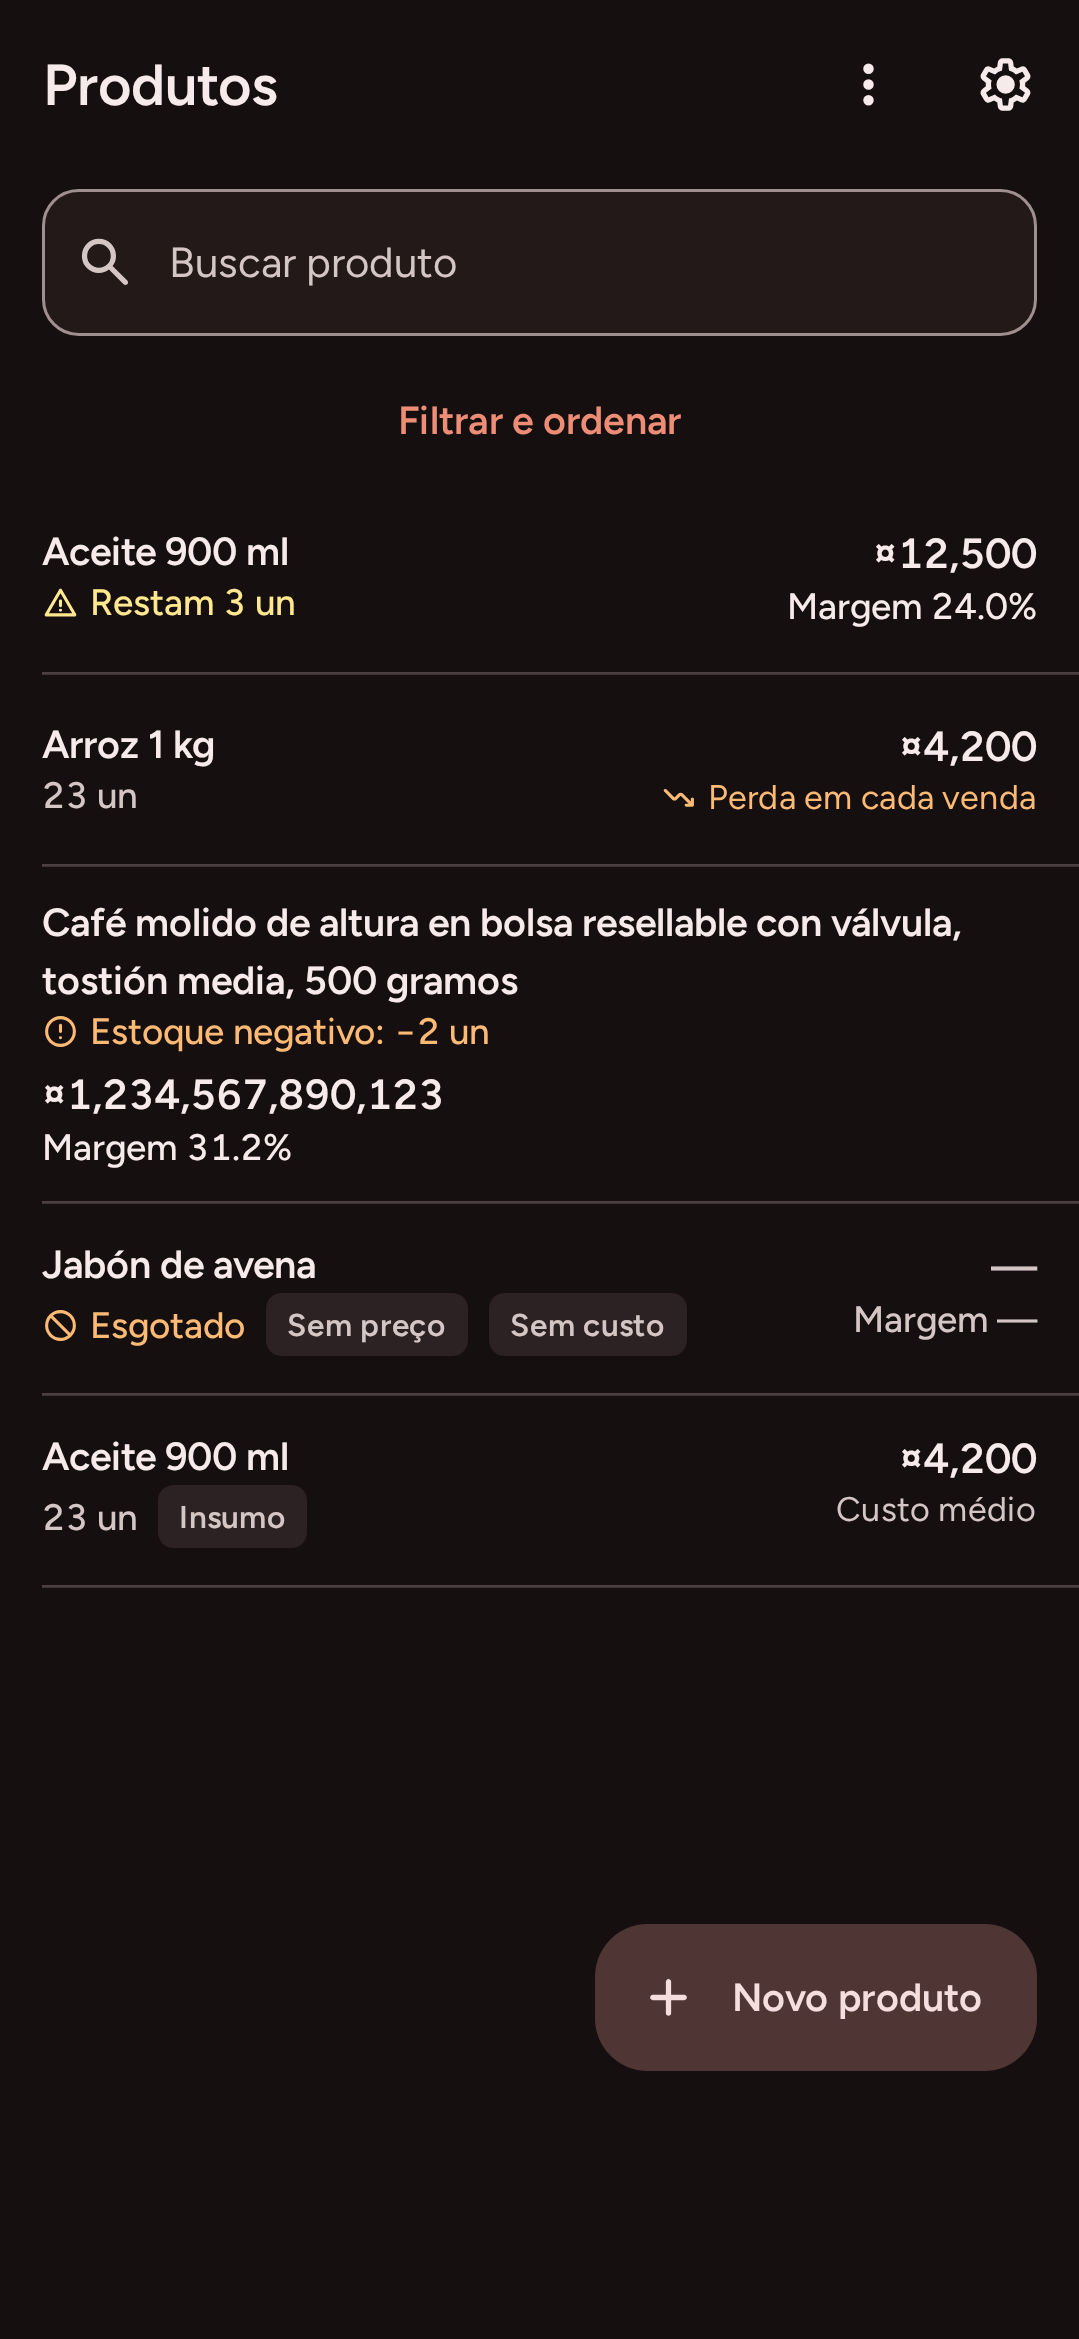 Produtos
Buscar produto
Filtrar e ordenar
Aceite 900 ml
¤12,500
Restam 3 un
Margem 24.0%
Arroz 1 kg
¤4,200
23 un
Perda em cada venda
Café molido de altura en bolsa resellable con válvula,
tostión media, 500 gramos
Estoque negativo: −2 un
¤1,234,567,890,123
Margem 31.2%
Jabón de avena
—
Esgotado
Sem preço
Sem custo
Margem —
Aceite 900 ml
¤4,200
23 un
Insumo
Custo médio
Novo produto